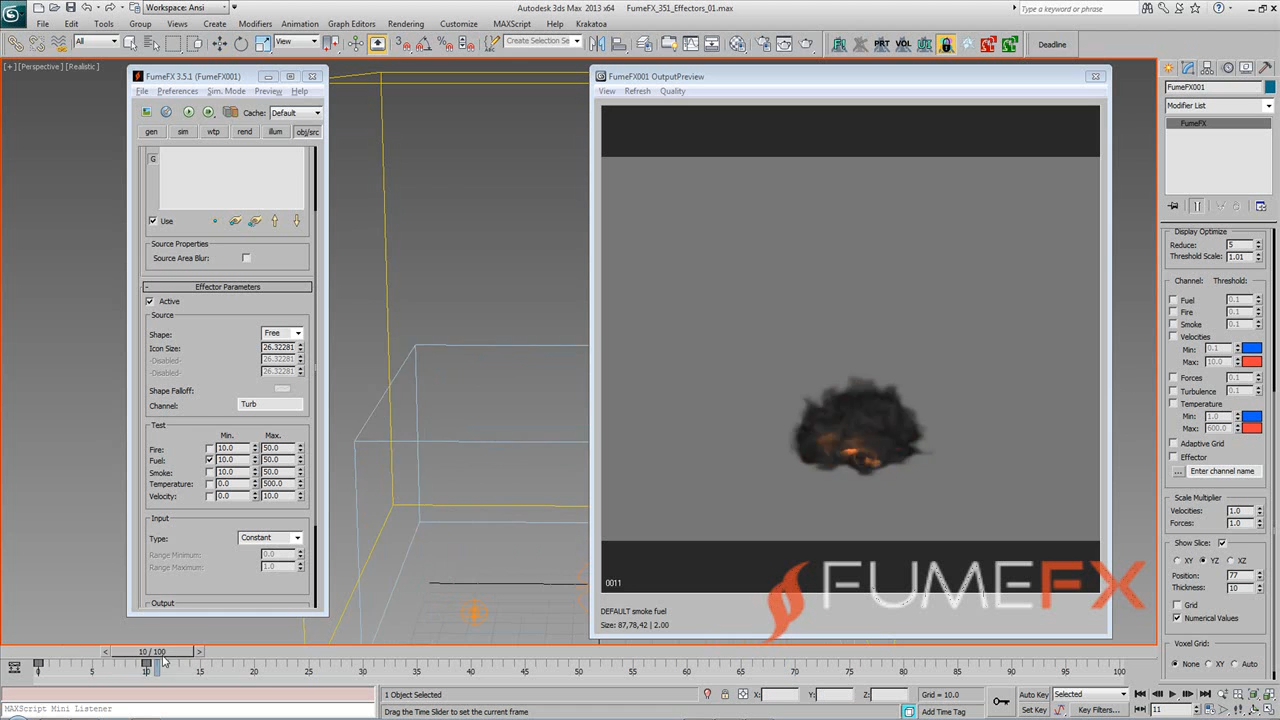 Workspace: Ansi
Autodesk 3ds Max 2013 x64
FumeFX_351_Effectors_01.max
Type a keyword or phrase
Edit Tools Group Views Create Modifiers Animation Graph Editors Rendering Customize MAXScript Help Krakatoa
All
View
Create Selection Se
PRT VOL
Deadline
[+] [Perspective] [Realistic]
FumeFX 3.5.1 (FumeFX001)
File Preferences Sim. Mode Preview Help
Cache: Default
gen sim wtp rend illum obj/src
G
Use
Source Properties
Source Area Blur:
- Effector Parameters
Active
Source
Shape: Free
Icon Size: 26.32281
-Disabled- 26.32281
-Disabled- 26.32281
Shape Falloff:
Channel: Turb
Test
Min. Max.
Fire: 10.0 50.0
Fuel: 10.0 50.0
Smoke: 10.0 50.0
Temperature: 0.0 500.0
Velocity: 0.0 10.0
Input
Type: Constant
Range Minimum: 0.0
Range Maximum: 1.0
Output
FumeFX001 OutputPreview
View Refresh Quality
0011
DEFAULT smoke fuel
Size: 87,78,42 | 2.00
FUMEFX
FumeFX001
Modifier List
FumeFX
Display Optimize
Reduce: 5
Threshold Scale: 1.01
Channel: Threshold:
Fuel 0.1
Fire 0.1
Smoke 0.1
Velocities
Min: 0.1
Max: 10.0
Forces 0.1
Turbulence 0.1
Temperature
Min: 1.0
Max: 600.0
Adaptive Grid
Effector
... Enter channel name
Scale Multiplier
Velocities: 1.0
Forces: 1.0
Show Slice:
XY YZ XZ
Position: 77
Thickness: 10
Grid
Numerical Values
Voxel Grid:
None XY Auto
< 10 / 100 >
0 10 15 20 25 30 35 40 45 50 55 60 65 70 75 80 85 90 95 100
1 Object Selected
X: Y: Z:
Grid = 10.0
Auto Key Selected
MAXScript Mini Listener
Drag the Time Slider to set the current frame
Add Time Tag
Set Key Key Filters...
11